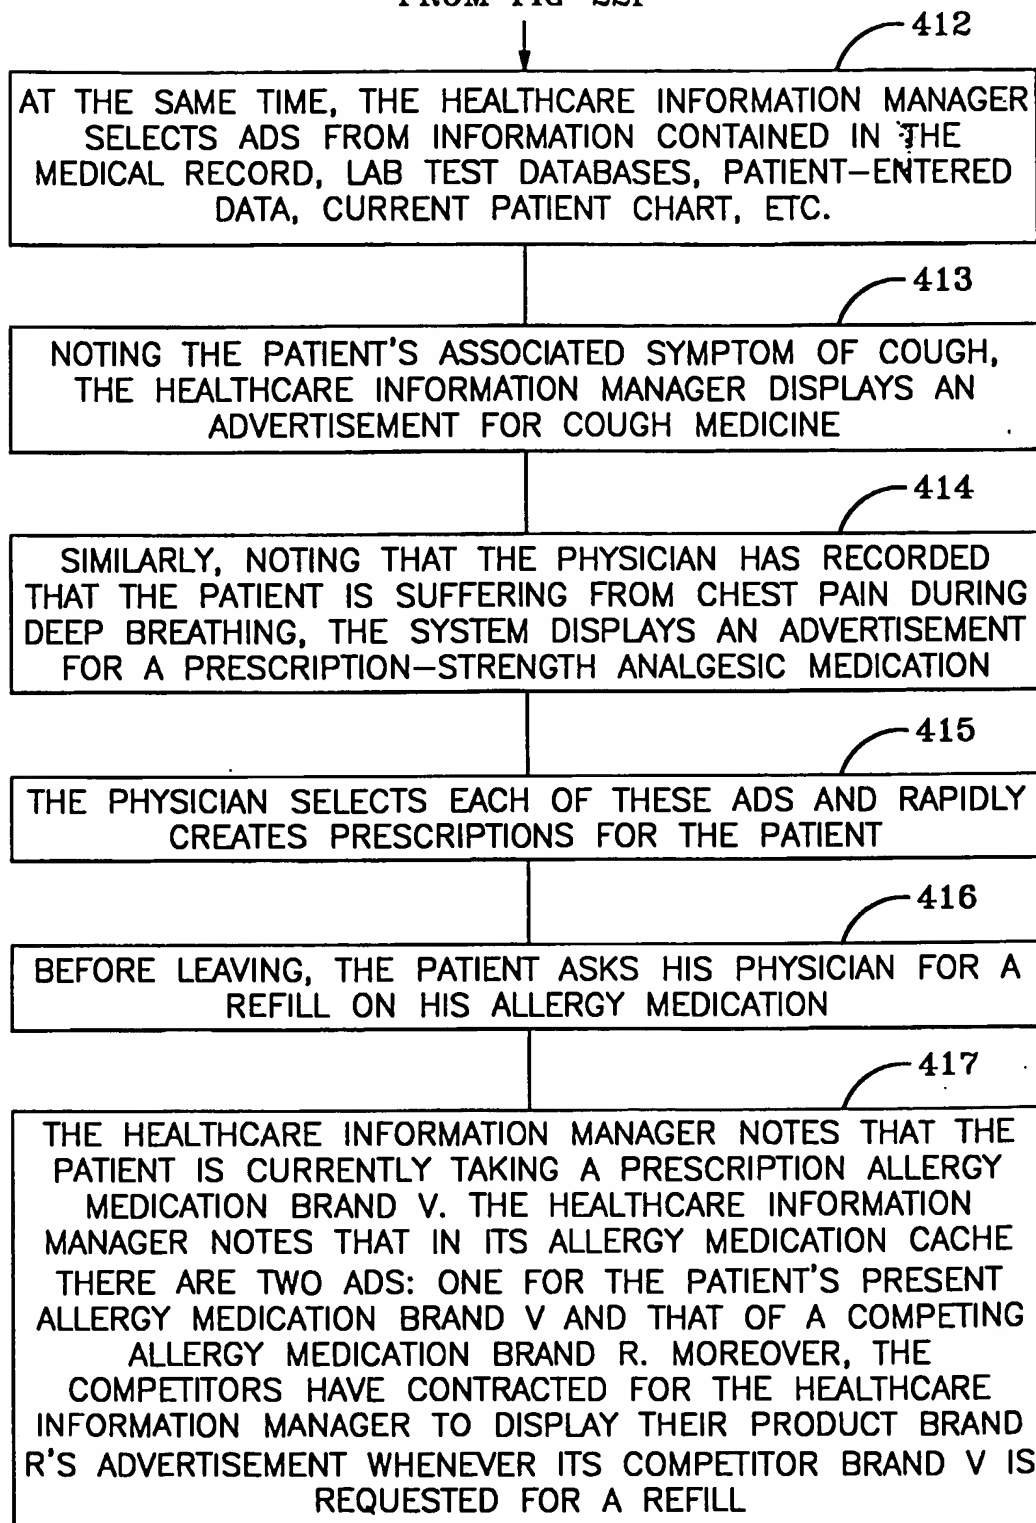 412
AT THE SAME TIME, THE HEALTHCARE INFORMATION MANAGER
SELECTS ADS FROM INFORMATION CONTAINED IN THE
MEDICAL RECORD, LAB TEST DATABASES, PATIENT-ENTERED
DATA, CURRENT PATIENT CHART, ETC.
413
NOTING THE PATIENT'S ASSOCIATED SYMPTOM OF COUGH,
THE HEALTHCARE INFORMATION MANAGER DISPLAYS AN
ADVERTISEMENT FOR COUGH MEDICINE
414
SIMILARLY, NOTING THAT THE PHYSICIAN HAS RECORDED
THAT THE PATIENT IS SUFFERING FROM CHEST PAIN DURING
DEEP BREATHING, THE SYSTEM DISPLAYS AN ADVERTISEMENT
FOR A PRESCRIPTION-STRENGTH ANALGESIC MEDICATION
415
THE PHYSICIAN SELECTS EACH OF THESE ADS AND RAPIDLY
CREATES PRESCRIPTIONS FOR THE PATIENT
416
BEFORE LEAVING, THE PATIENT ASKS HIS PHYSICIAN FOR A
REFILL ON HIS ALLERGY MEDICATION
417
THE HEALTHCARE INFORMATION MANAGER NOTES THAT THE
PATIENT IS CURRENTLY TAKING A PRESCRIPTION ALLERGY
MEDICATION BRAND V. THE HEALTHCARE INFORMATION
MANAGER NOTES THAT IN ITS ALLERGY MEDICATION CACHE
THERE ARE TWO ADS: ONE FOR THE PATIENT'S PRESENT
ALLERGY MEDICATION BRAND V AND THAT OF A COMPETING
ALLERGY MEDICATION BRAND R. MOREOVER, THE
COMPETITORS HAVE CONTRACTED FOR THE HEALTHCARE
INFORMATION MANAGER TO DISPLAY THEIR PRODUCT BRAND
R'S ADVERTISEMENT WHENEVER ITS COMPETITOR BRAND V IS
REQUESTED FOR A REFILL